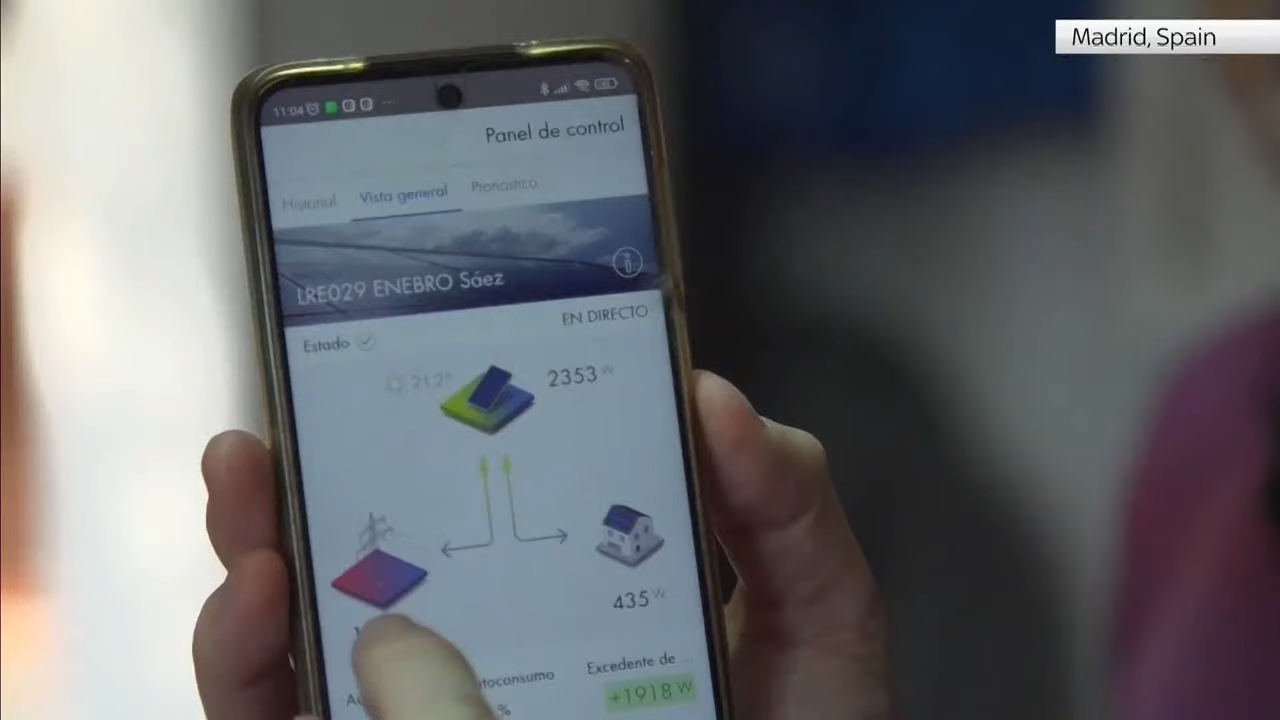 Madrid, Spain
11:04
Panel de control
Historial
Vista general
Pronóstico
LRE029 ENEBRO Sáez
EN DIRECTO
Estado
21.2°
2353 W
435 W
Excedente de ...
+1918 W
%